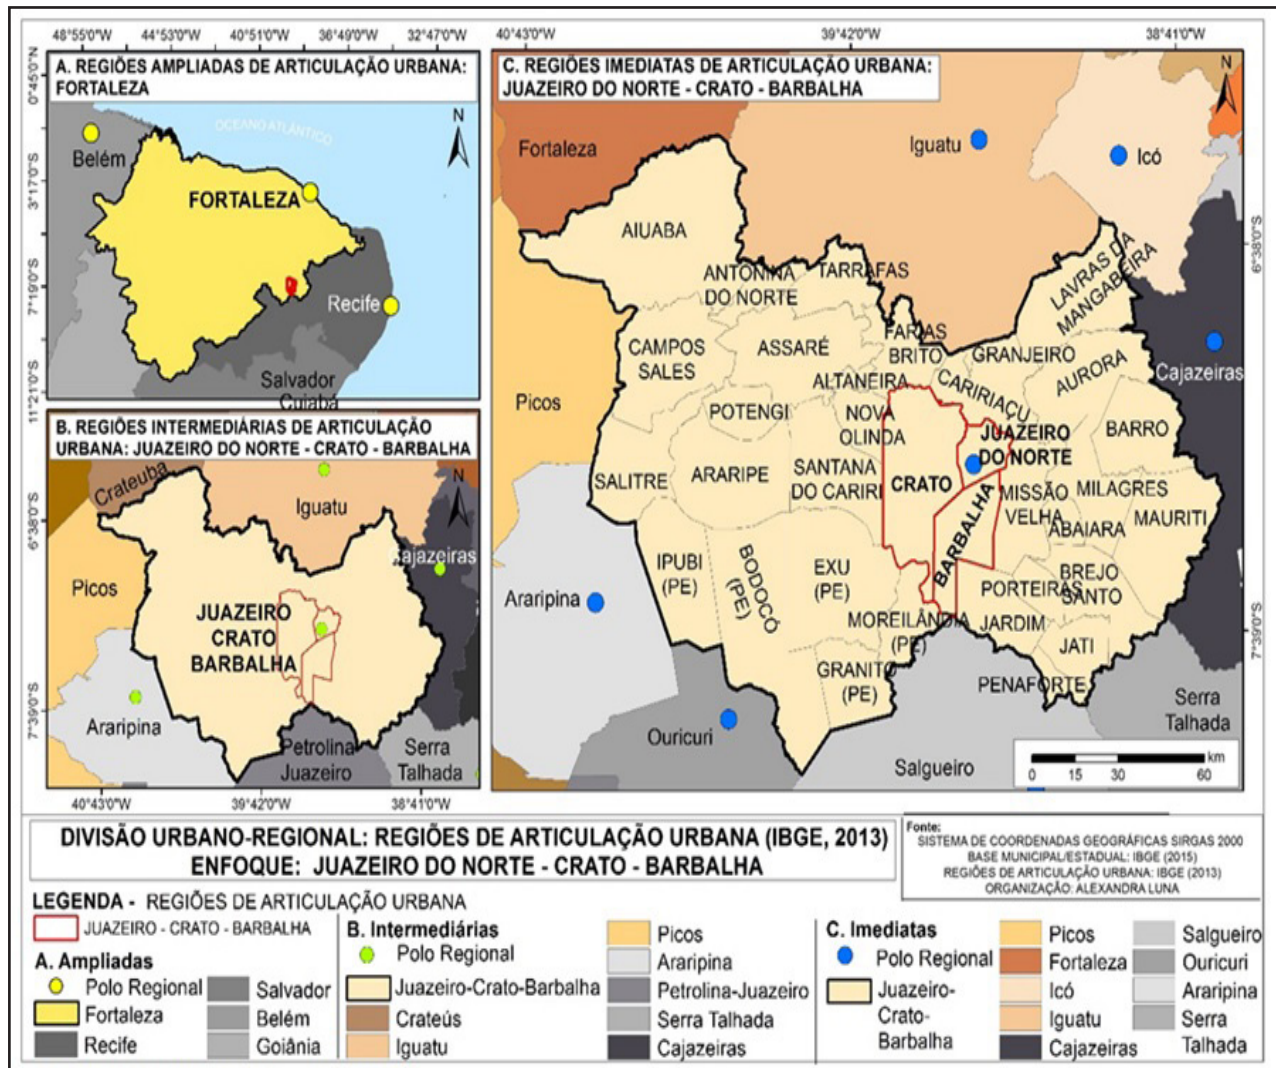 48°55'0"W 44°53'0"W 40°51'0"W 36°49'0"W 32°47'0"W
A. REGIÕES AMPLIADAS DE ARTICULAÇÃO URBANA:
FORTALEZA
0°45'0"N
3°17'0"S
7°19'0"S
11°21'0"S
OCEANO ATLÂNTICO
N
Belém
FORTALEZA
Recife
Salvador
Cuiabá
B. REGIÕES INTERMEDIÁRIAS DE ARTICULAÇÃO
URBANA: JUAZEIRO DO NORTE - CRATO - BARBALHA
N
Crateuba
Iguatu
Cajazeiras
Picos
JUAZEIRO
CRATO
BARBALHA
Araripina
Petrolina
Juazeiro
Serra
Talhada
6°38'0"S
7°39'0"S
40°43'0"W 39°42'0"W 38°41'0"W
40°43'0"W 39°42'0"W 38°41'0"W
C. REGIÕES IMEDIATAS DE ARTICULAÇÃO URBANA:
JUAZEIRO DO NORTE - CRATO - BARBALHA
N
Fortaleza
Iguatu
Icó
AIUABA
ANTONINA
DO NORTE
TARRAFAS
LAVRAS DA
MANGABEIRA
CAMPOS
SALES
ASSARÉ
FARIAS
BRITO
GRANJEIRO
AURORA
Cajazeiras
ALTANEIRA
CARIRIAÇU
Picos
POTENGI
NOVA
OLINDA
JUAZEIRO
DO NORTE
BARRO
SALITRE
ARARIPE
SANTANA
DO CARIRI
CRATO
BARBALHA
MISSÃO
VELHA
MILAGRES
ABAIARA
MAURITI
IPUBI
(PE)
BODOCÓ
(PE)
EXU
(PE)
PORTEIRAS
BREJO
SANTO
Araripina
MOREILÂNDIA
(PE)
JARDIM
JATI
GRANITO
(PE)
PENAFORTE
Ouricuri
Salgueiro
Serra
Talhada
6°38'0"S
7°39'0"S
km
0 15 30 60
DIVISÃO URBANO-REGIONAL: REGIÕES DE ARTICULAÇÃO URBANA (IBGE, 2013)
ENFOQUE: JUAZEIRO DO NORTE - CRATO - BARBALHA
Fonte:
SISTEMA DE COORDENADAS GEOGRÁFICAS SIRGAS 2000
BASE MUNICIPAL/ESTADUAL: IBGE (2015)
REGIÕES DE ARTICULAÇÃO URBANA: IBGE (2013)
ORGANIZAÇÃO: ALEXANDRA LUNA
LEGENDA - REGIÕES DE ARTICULAÇÃO URBANA
JUAZEIRO - CRATO - BARBALHA
A. Ampliadas
Polo Regional
Fortaleza
Recife
Salvador
Belém
Goiânia
B. Intermediárias
Polo Regional
Juazeiro-Crato-Barbalha
Crateús
Iguatu
Picos
Araripina
Petrolina-Juazeiro
Serra Talhada
Cajazeiras
C. Imediatas
Polo Regional
Juazeiro-
Crato-
Barbalha
Picos
Fortaleza
Icó
Iguatu
Cajazeiras
Salgueiro
Ouricuri
Araripina
Serra
Talhada